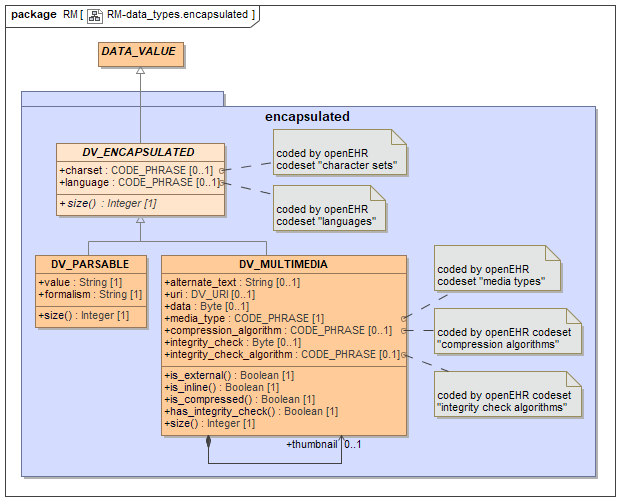 package RM [ RM-data_types.encapsulated ]
DATA_VALUE
encapsulated
DV_ENCAPSULATED
+charset : CODE_PHRASE [0..1]
+language : CODE_PHRASE [0..1]
+size() : Integer [1]
coded by openEHR
codeset "character sets"
coded by openEHR
codeset "languages"
DV_PARSABLE
+value : String [1]
+formalism : String [1]
+size() : Integer [1]
DV_MULTIMEDIA
+alternate_text : String [0..1]
+uri : DV_URI [0..1]
+data : Byte [0..1]
+media_type : CODE_PHRASE [1]
+compression_algorithm : CODE_PHRASE [0..1]
+integrity_check : Byte [0..1]
+integrity_check_algorithm : CODE_PHRASE [0.1]
+is_external() : Boolean [1]
+is_inline() : Boolean [1]
+is_compressed() : Boolean [1]
+has_integrity_check() : Boolean [1]
+size() : Integer [1]
coded by openEHR
codeset "media types"
coded by openEHR codeset
"compression algorithms"
coded by openEHR codeset
"integrity check algorithms"
+thumbnail 0..1